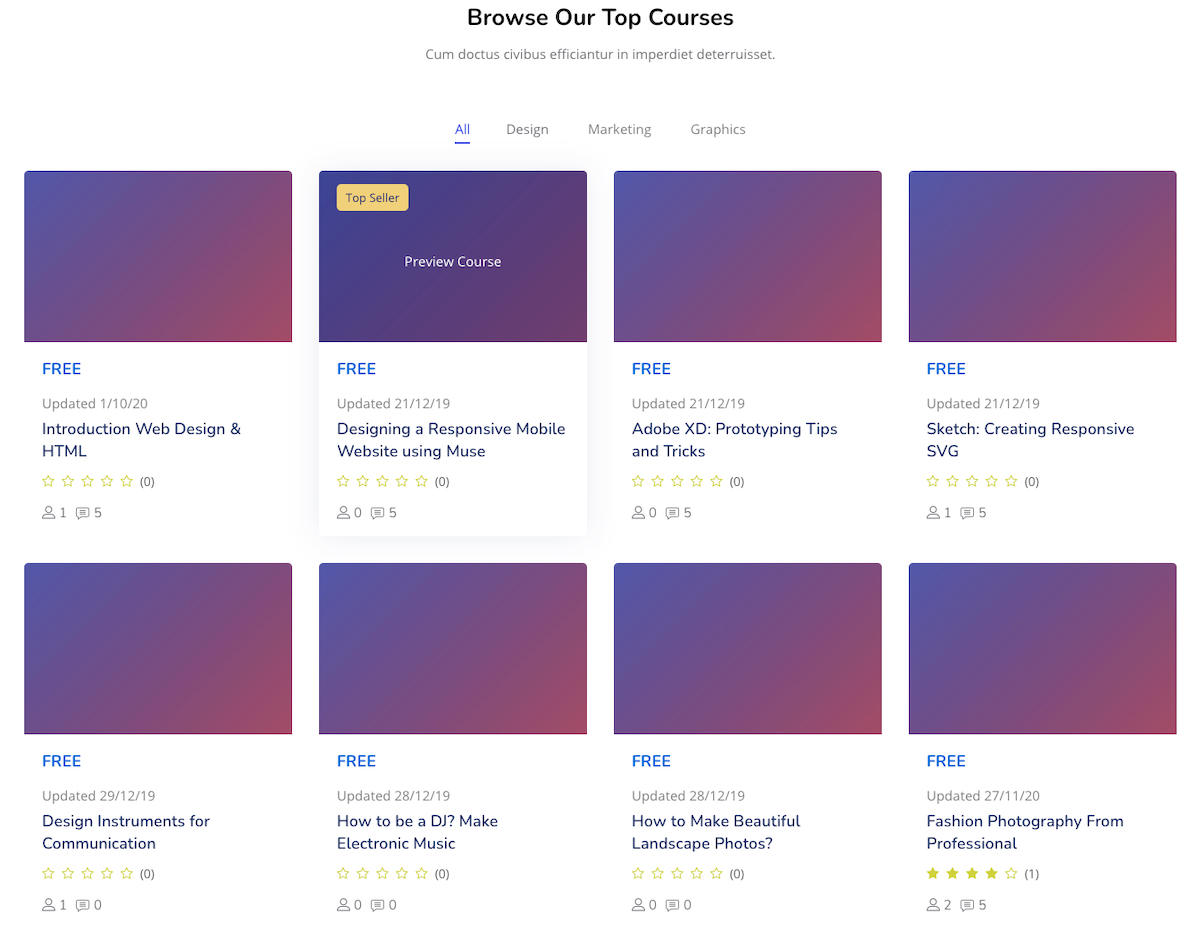 Browse Our Top Courses
Cum doctus civibus efficiantur in imperdiet deterruisset.
All Design Marketing Graphics
FREE
Updated 1/10/20
Introduction Web Design &
HTML
(0)
1 5
Top Seller
Preview Course
FREE
Updated 21/12/19
Designing a Responsive Mobile
Website using Muse
(0)
0 5
FREE
Updated 21/12/19
Adobe XD: Prototyping Tips
and Tricks
(0)
0 5
FREE
Updated 21/12/19
Sketch: Creating Responsive
SVG
(0)
1 5
FREE
Updated 29/12/19
Design Instruments for
Communication
(0)
1 0
FREE
Updated 28/12/19
How to be a DJ? Make
Electronic Music
(0)
0 0
FREE
Updated 28/12/19
How to Make Beautiful
Landscape Photos?
(0)
0 0
FREE
Updated 27/11/20
Fashion Photography From
Professional
(1)
2 5